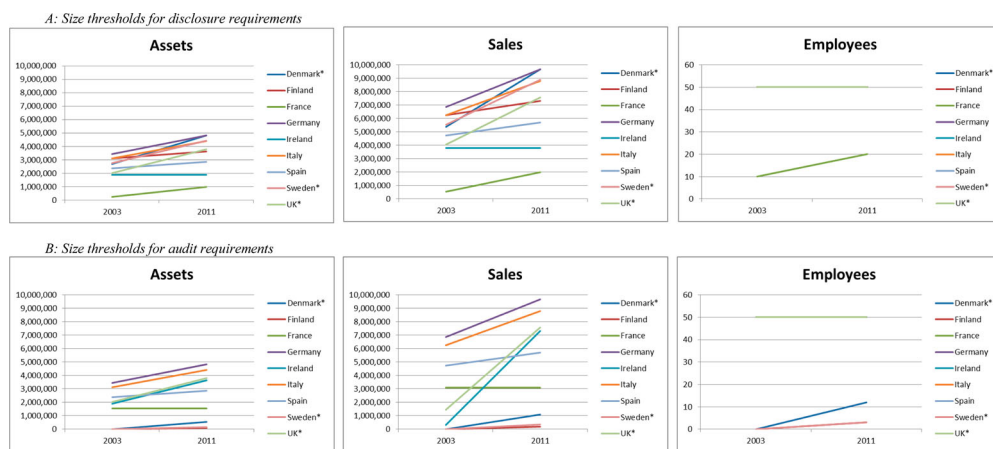 A: Size thresholds for disclosure requirements
Assets
10,000,000
9,000,000
8,000,000
7,000,000
6,000,000
5,000,000
4,000,000
3,000,000
2,000,000
1,000,000
0
2003 2011
Denmark*
Finland
France
Germany
Ireland
Italy
Spain
Sweden*
UK*
Sales
10,000,000
9,000,000
8,000,000
7,000,000
6,000,000
5,000,000
4,000,000
3,000,000
2,000,000
1,000,000
0
2003 2011
Denmark*
Finland
France
Germany
Ireland
Italy
Spain
Sweden*
UK*
Employees
60
50
40
30
20
10
0
2003 2011
Denmark*
Finland
France
Germany
Ireland
Italy
Spain
Sweden*
UK*
B: Size thresholds for audit requirements
Assets
10,000,000
9,000,000
8,000,000
7,000,000
6,000,000
5,000,000
4,000,000
3,000,000
2,000,000
1,000,000
0
2003 2011
Denmark*
Finland
France
Germany
Ireland
Italy
Spain
Sweden*
UK*
Sales
10,000,000
9,000,000
8,000,000
7,000,000
6,000,000
5,000,000
4,000,000
3,000,000
2,000,000
1,000,000
0
2003 2011
Denmark*
Finland
France
Germany
Ireland
Italy
Spain
Sweden*
UK*
Employees
60
50
40
30
20
10
0
2003 2011
Denmark*
Finland
France
Germany
Ireland
Italy
Spain
Sweden*
UK*